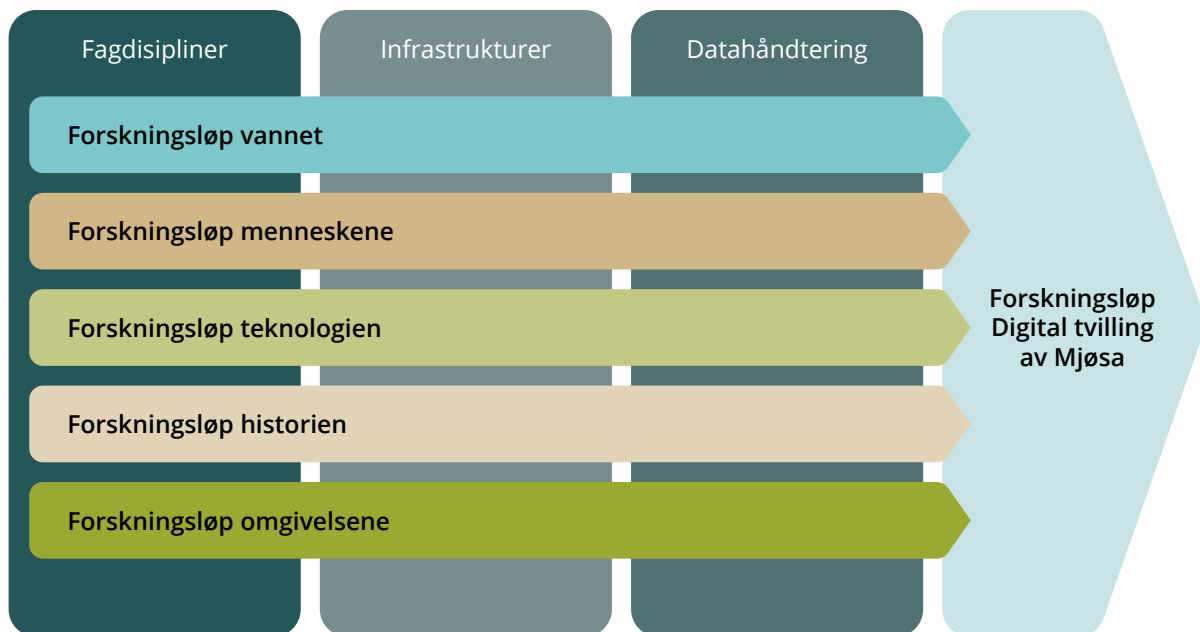 Fagdisipliner
Infrastrukturer
Datahåndtering
Forskningsløp vannet
Forskningsløp menneskene
Forskningsløp teknologien
Forskningsløp historien
Forskningsløp omgivelsene
Forskningsløp
Digital tvilling
av Mjøsa